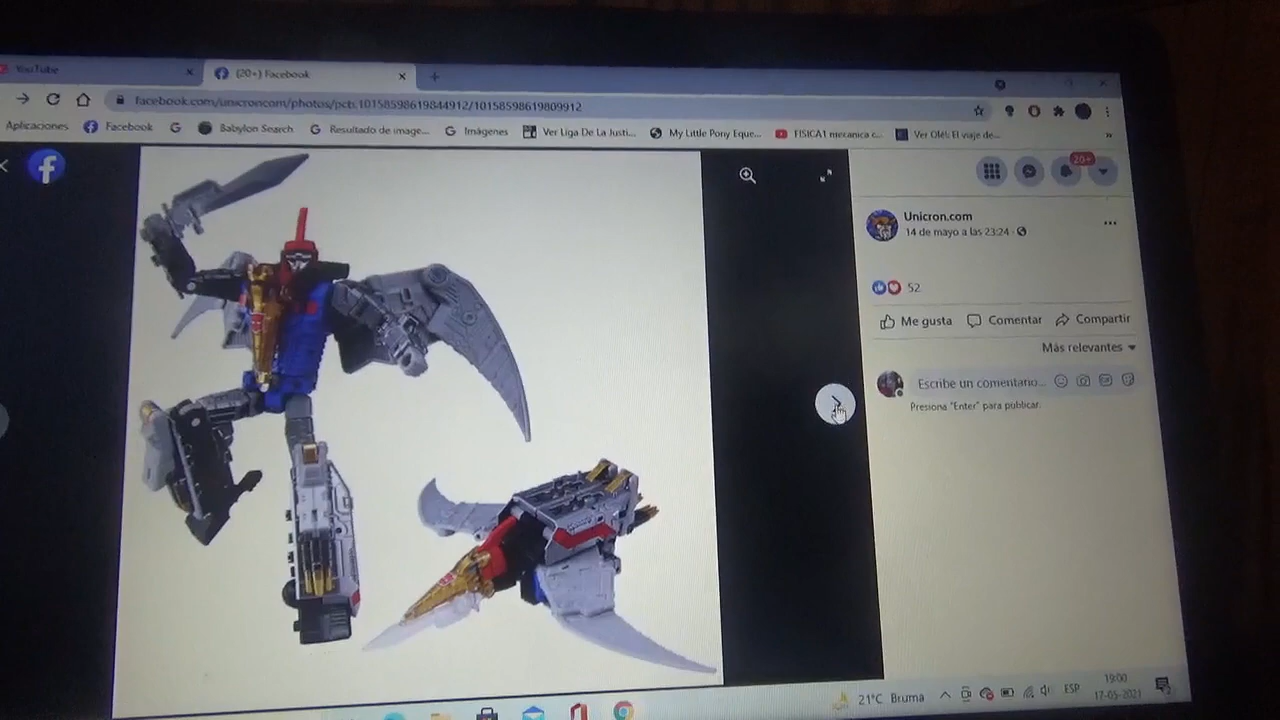 YouTube
(20+) Facebook
facebook.com/unicroncom/photos/pcb.10158598619844912/10158598619809912
Aplicaciones
Facebook
Babylon Search
Resultado de image...
Imágenes
Ver Liga De La Justi...
My Little Pony Eque...
FISICA1 mecanica c...
Ver Olé!: El viaje de...
20+
Unicron.com
14 de mayo a las 23:24
52
Me gusta
Comentar
Compartir
Más relevantes
Escribe un comentario...
Presiona "Enter" para publicar.
21°C Bruma
ESP
19:00
17-05-2021